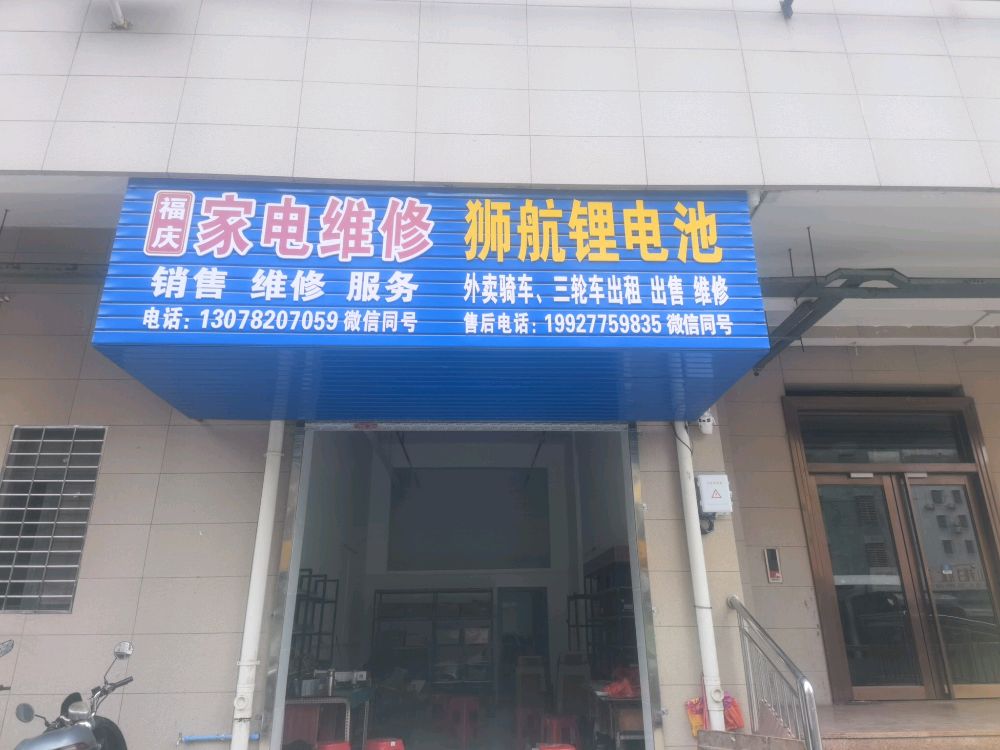 福庆
家电维修
销售 维修 服务
电话：13078207059 微信同号
狮航锂电池
外卖骑车、三轮车出租 出售 维修
售后电话：19927759835 微信同号